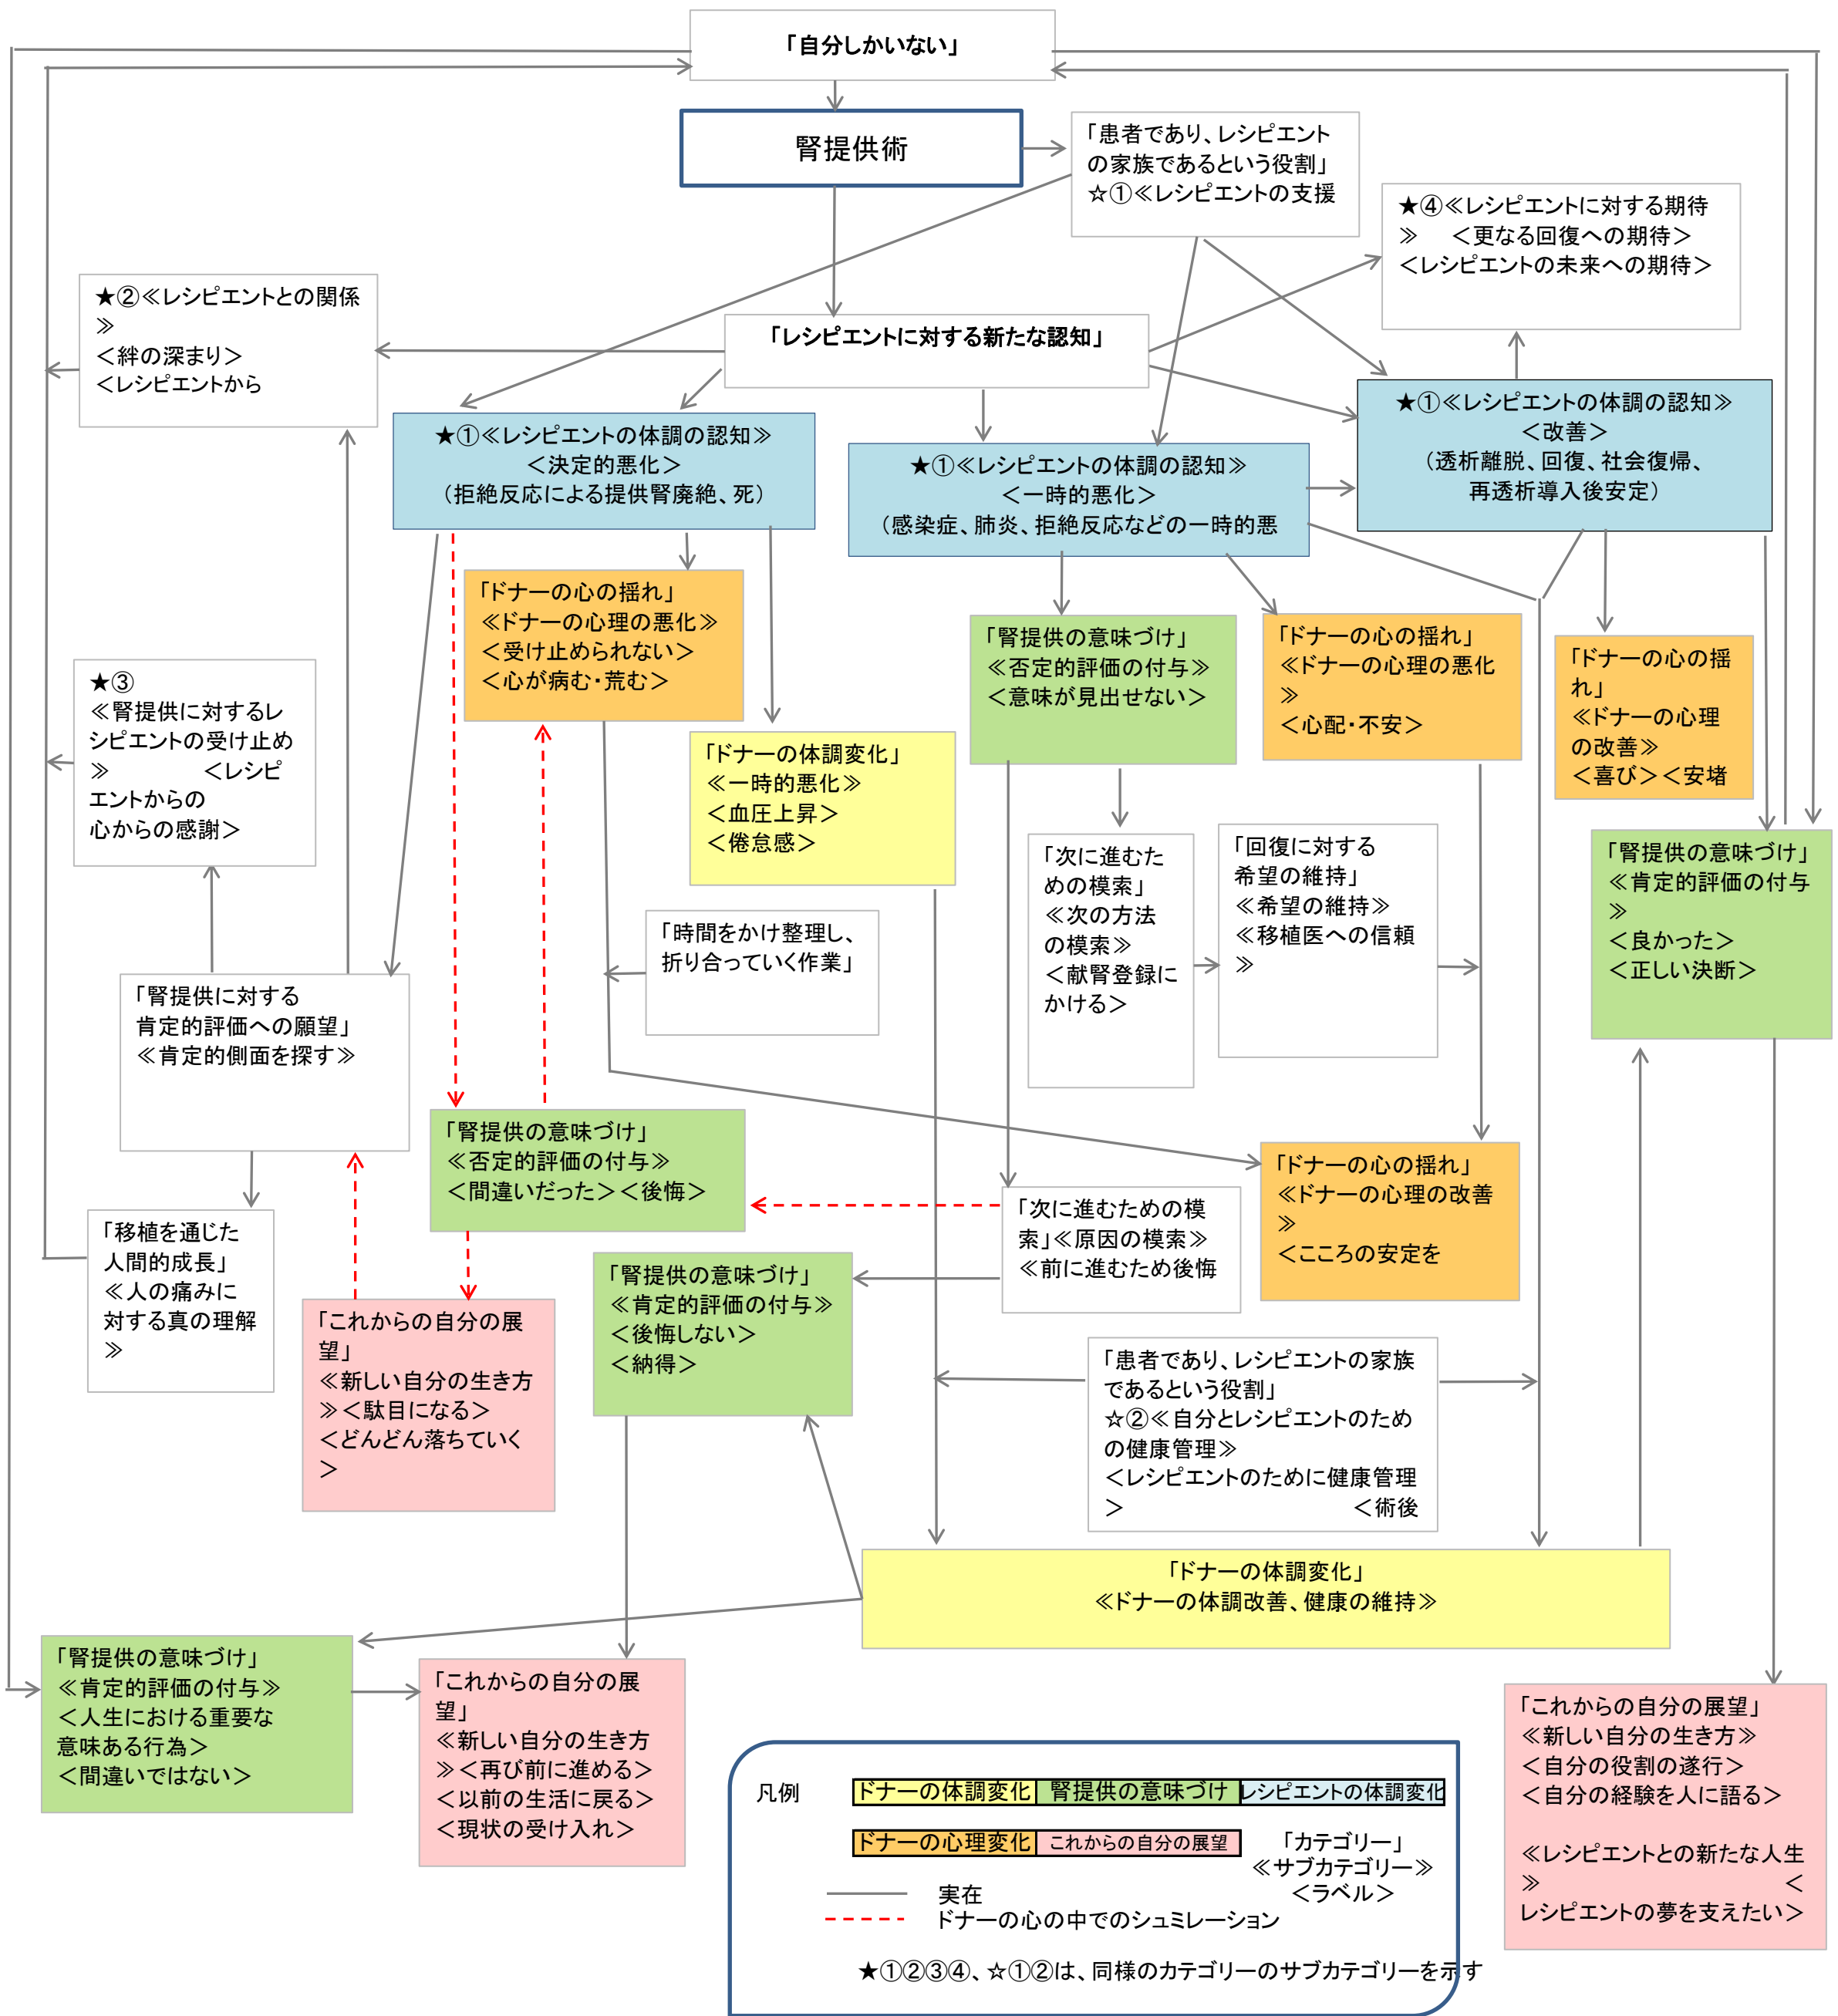 「自分しかいない」
腎提供術
「患者であり、レシピエント
の家族であるという役割」
☆①≪レシピエントの支援
★④≪レシピエントに対する期待
≫　＜更なる回復への期待＞
＜レシピエントの未来への期待＞
★②≪レシピエントとの関係
≫
＜絆の深まり＞
＜レシピエントから
「レシピエントに対する新たな認知」
★①≪レシピエントの体調の認知≫
＜決定的悪化＞
（拒絶反応による提供腎廃絶、死）
★①≪レシピエントの体調の認知≫
＜一時的悪化＞
（感染症、肺炎、拒絶反応などの一時的悪
★①≪レシピエントの体調の認知≫
＜改善＞
（透析離脱、回復、社会復帰、
再透析導入後安定）
「ドナーの心の揺れ」
≪ドナーの心理の悪化≫
＜受け止められない＞
＜心が病む・荒む＞
「腎提供の意味づけ」
≪否定的評価の付与≫
＜意味が見出せない＞
「ドナーの心の揺れ」
≪ドナーの心理の悪化
≫
＜心配・不安＞
「ドナーの心の揺
れ」
≪ドナーの心理
の改善≫
＜喜び＞＜安堵
★③
≪腎提供に対するレ
シピエントの受け止め
≫　＜レシピ
エントからの
心からの感謝＞
「ドナーの体調変化」
≪一時的悪化≫
＜血圧上昇＞
＜倦怠感＞
「次に進むた
めの模索」
≪次の方法
の模索≫
＜献腎登録に
かける＞
「回復に対する
希望の維持」
≪希望の維持≫
≪移植医への信頼
≫
「腎提供の意味づけ」
≪肯定的評価の付与
≫
＜良かった＞
＜正しい決断＞
「時間をかけ整理し、
折り合っていく作業」
「腎提供に対する
肯定的評価への願望」
≪肯定的側面を探す≫
「腎提供の意味づけ」
≪否定的評価の付与≫
＜間違いだった＞＜後悔＞
「ドナーの心の揺れ」
≪ドナーの心理の改善
≫
＜こころの安定を
「次に進むための模
索」≪原因の模索≫
≪前に進むため後悔
「移植を通じた
人間的成長」
≪人の痛みに
対する真の理解
≫
「腎提供の意味づけ」
≪肯定的評価の付与≫
＜後悔しない＞
＜納得＞
「これからの自分の展
望」
≪新しい自分の生き方
≫＜駄目になる＞
＜どんどん落ちていく
＞
「患者であり、レシピエントの家族
であるという役割」
☆②≪自分とレシピエントのため
の健康管理≫
＜レシピエントのために健康管理
＞　＜術後
「ドナーの体調変化」
≪ドナーの体調改善、健康の維持≫
「腎提供の意味づけ」
≪肯定的評価の付与≫
＜人生における重要な
意味ある行為＞
＜間違いではない＞
「これからの自分の展
望」
≪新しい自分の生き方
≫＜再び前に進める＞
＜以前の生活に戻る＞
＜現状の受け入れ＞
「これからの自分の展望」
≪新しい自分の生き方≫
＜自分の役割の遂行＞
＜自分の経験を人に語る＞
≪レシピエントとの新たな人生
≫　＜
レシピエントの夢を支えたい＞
凡例
ドナーの体調変化 腎提供の意味づけ レシピエントの体調変化
ドナーの心理変化 これからの自分の展望 「カテゴリー」
≪サブカテゴリー≫
実在 ＜ラベル＞
ドナーの心の中でのシュミレーション
★①②③④、☆①②は、同様のカテゴリーのサブカテゴリーを示す